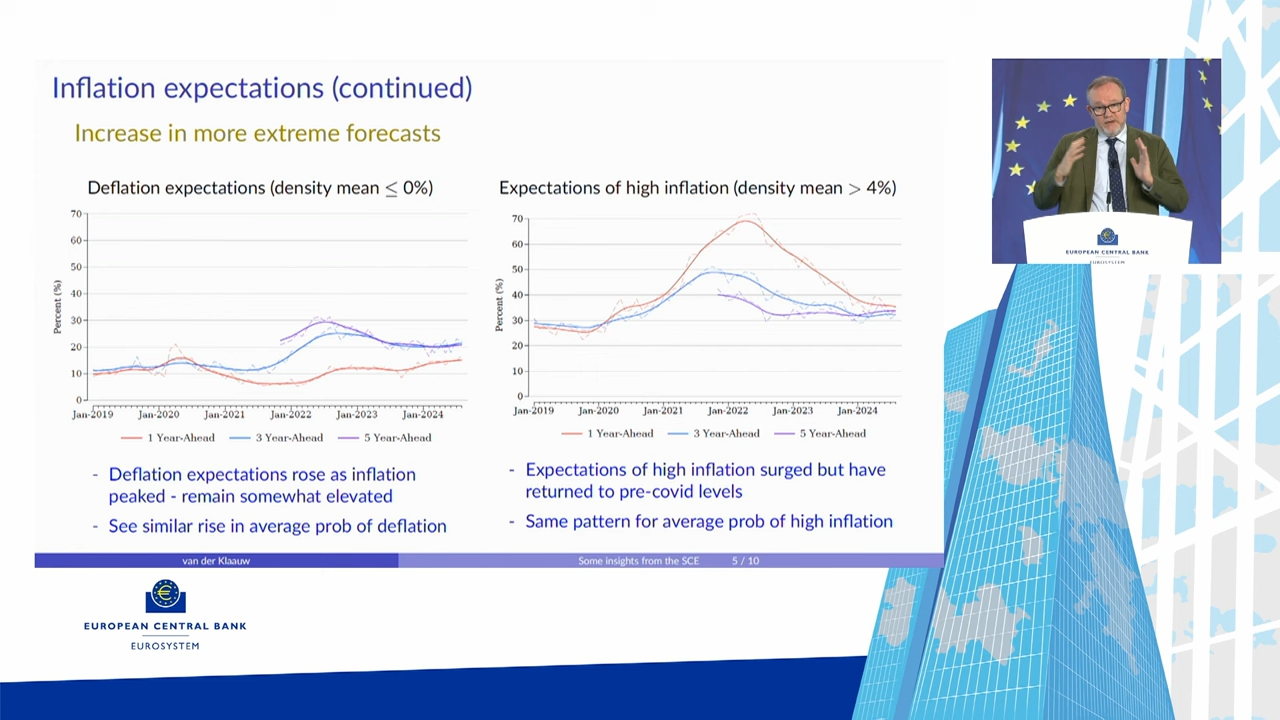 Inflation expectations (continued)
Increase in more extreme forecasts
Deflation expectations (density mean ≤ 0%)
70
60
50
40
30
20
10
0
Percent (%)
Jan-2019 Jan-2020 Jan-2021 Jan-2022 Jan-2023 Jan-2024
1 Year-Ahead 3 Year-Ahead 5 Year-Ahead
- Deflation expectations rose as inflation
peaked - remain somewhat elevated
- See similar rise in average prob of deflation
Expectations of high inflation (density mean > 4%)
70
60
50
40
30
20
10
0
Percent (%)
Jan-2019 Jan-2020 Jan-2021 Jan-2022 Jan-2023 Jan-2024
1 Year-Ahead 3 Year-Ahead 5 Year-Ahead
- Expectations of high inflation surged but have
returned to pre-covid levels
- Same pattern for average prob of high inflation
van der Klaauw Some insights from the SCE 5 / 10
EUROPEAN CENTRAL BANK
EUROSYSTEM
EUROPEAN CENTRAL BANK
EUROSYSTEM